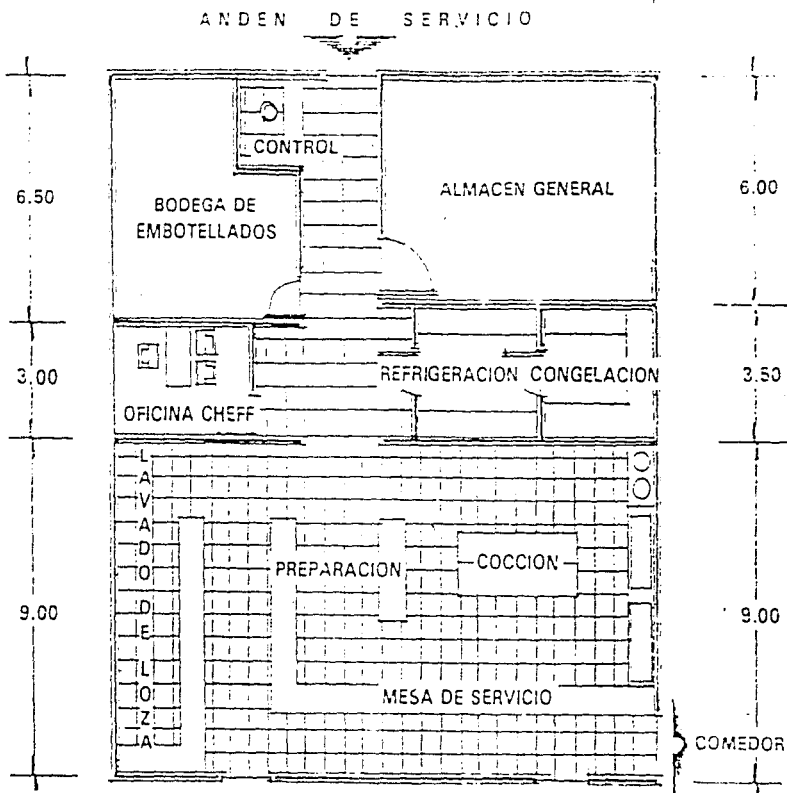 ANDEN DE SERVICIO
CONTROL
6.50
BODEGA DE
EMBOTELLADOS
ALMACEN GENERAL
6.00
3.00
OFICINA CHEFF
REFRIGERACION
CONGELACION
3.50
LAVADO DE LOZA
PREPARACION
COCCION
9.00
9.00
MESA DE SERVICIO
COMEDOR